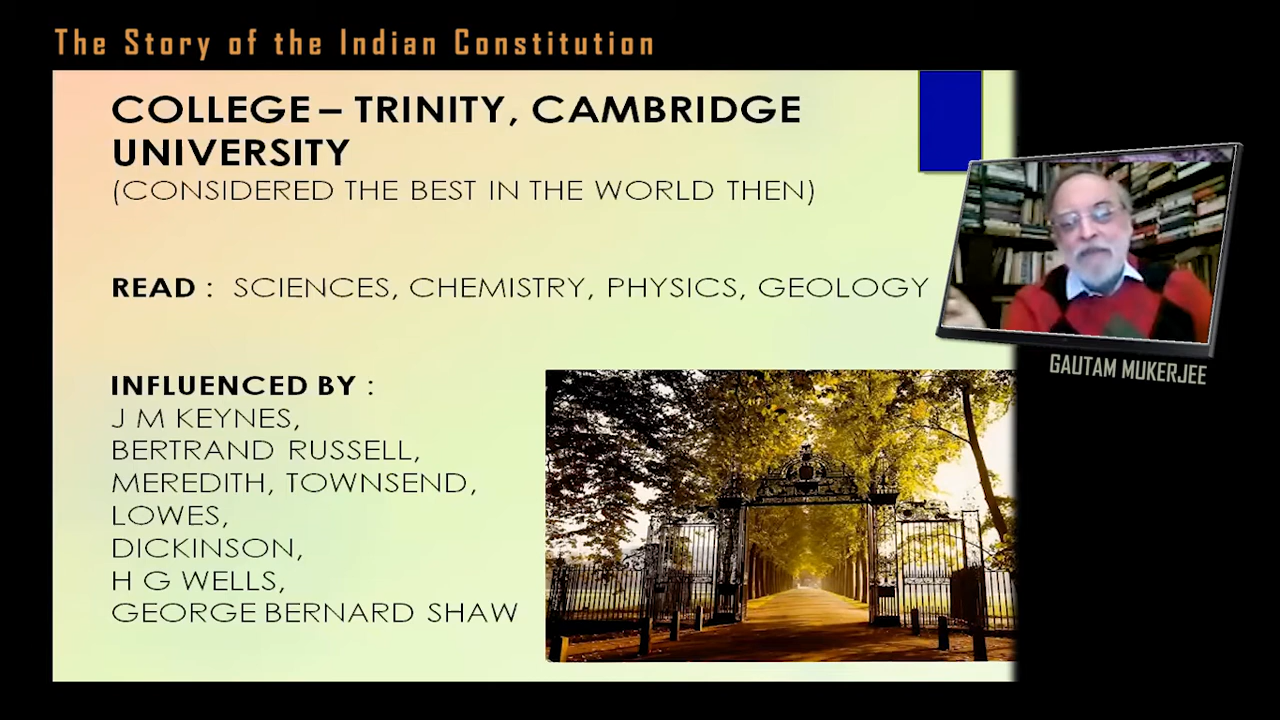 The Story of the Indian Constitution
COLLEGE – TRINITY, CAMBRIDGE
UNIVERSITY
(CONSIDERED THE BEST IN THE WORLD THEN)
READ : SCIENCES, CHEMISTRY, PHYSICS, GEOLOGY
INFLUENCED BY :
J M KEYNES,
BERTRAND RUSSELL,
MEREDITH, TOWNSEND,
LOWES,
DICKINSON,
H G WELLS,
GEORGE BERNARD SHAW
GAUTAM MUKERJEE